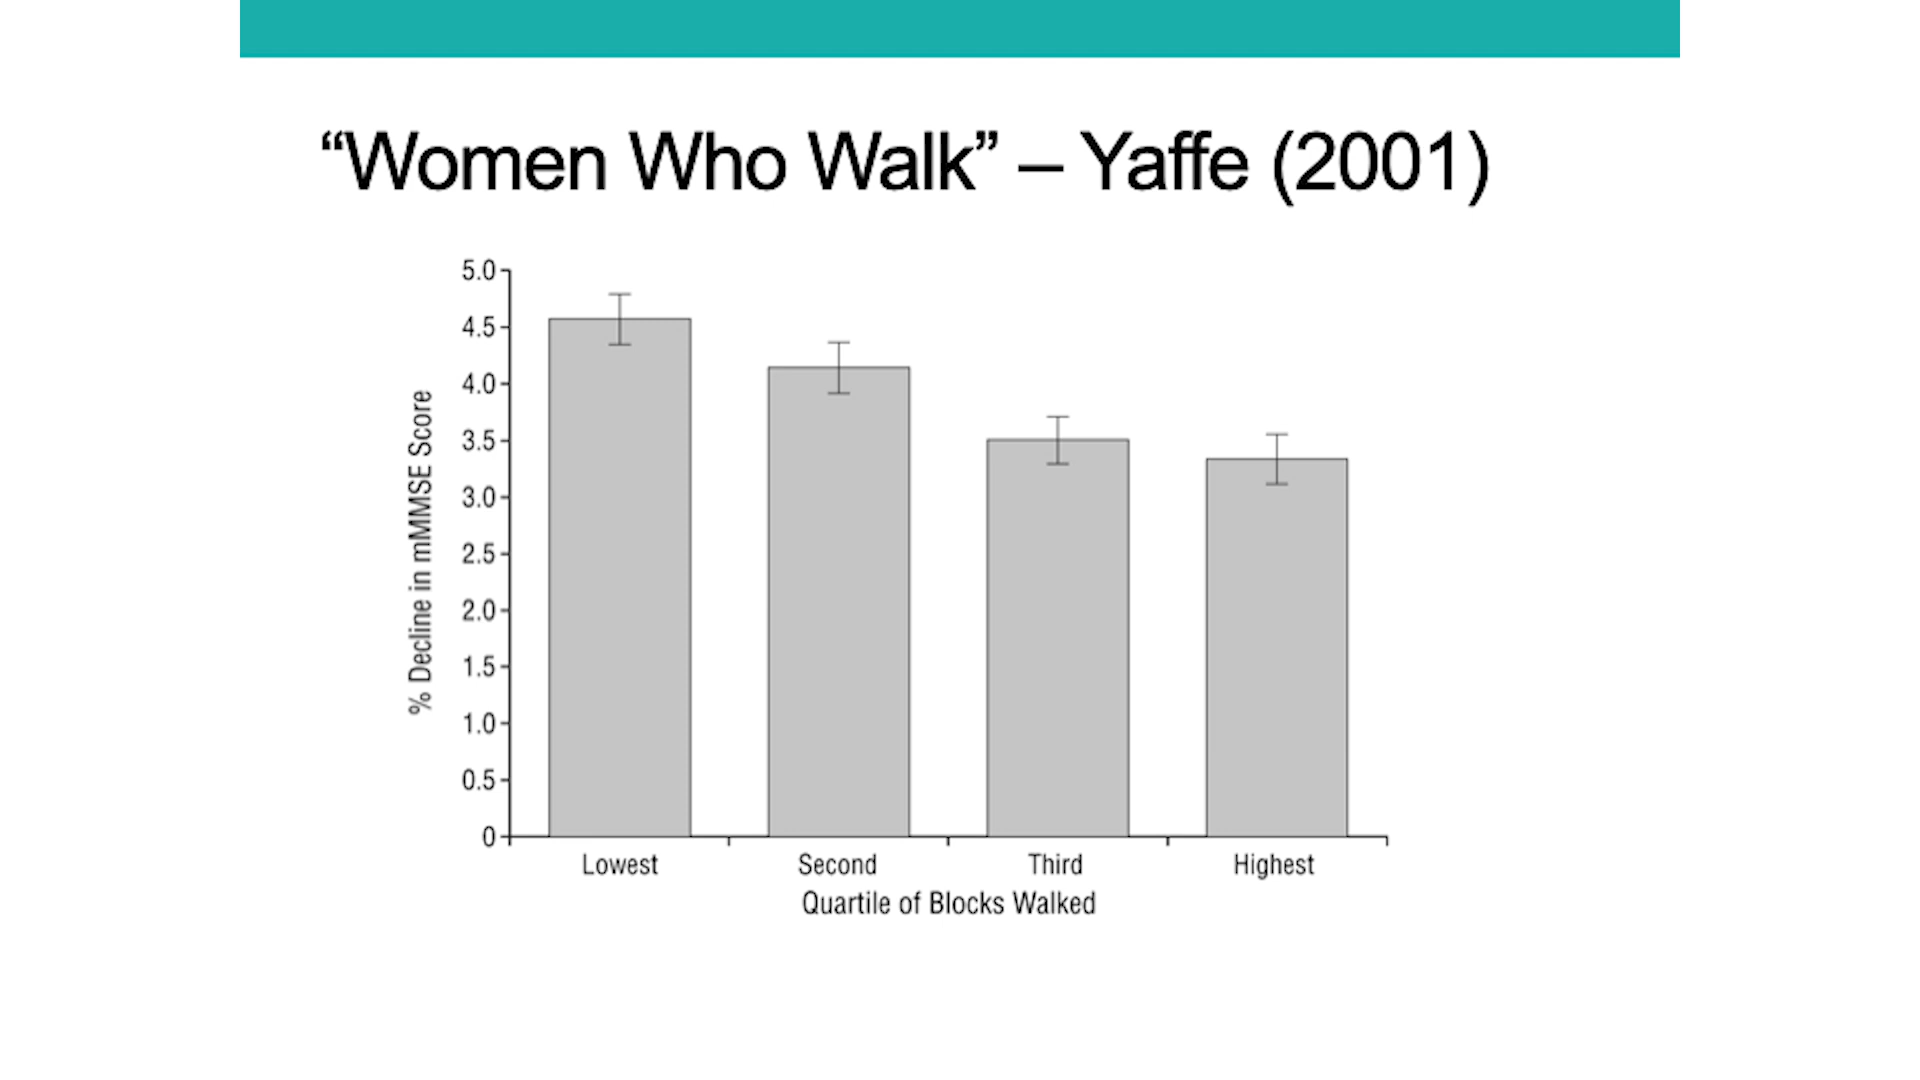 “Women Who Walk” – Yaffe (2001)
5.0
4.5
4.0
3.5
3.0
2.5
2.0
1.5
1.0
0.5
0
% Decline in mMMSE Score
Lowest Second Third Highest
Quartile of Blocks Walked